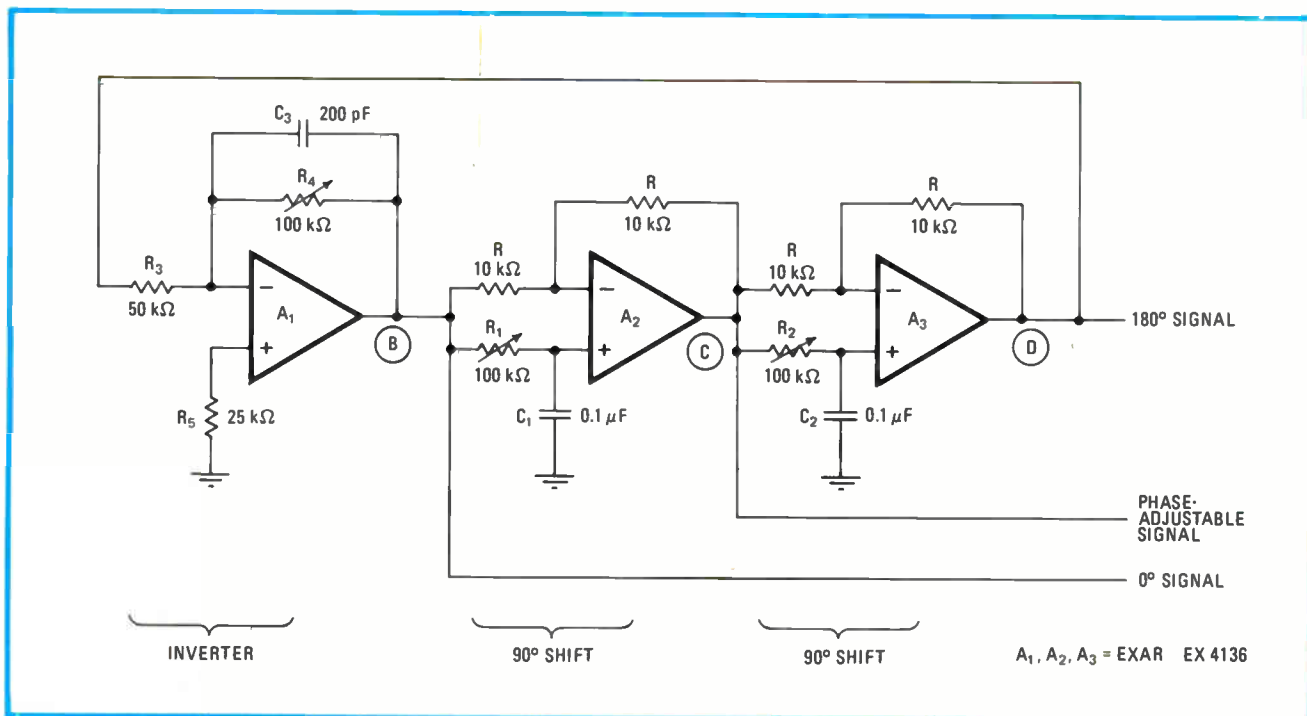 C3 200 pF
R4
100 kΩ
R3
50 kΩ
−
A1
+
B
R5 25 kΩ
R
10 kΩ
R
10 kΩ
−
A2
+
R1
100 kΩ
C
C1 0.1 µF
R
10 kΩ
R
10 kΩ
−
A3
+
R2
100 kΩ
D
C2 0.1 µF
180° SIGNAL
PHASE-
ADJUSTABLE
SIGNAL
0° SIGNAL
INVERTER
90° SHIFT
90° SHIFT
A1, A2, A3 = EXAR EX 4136